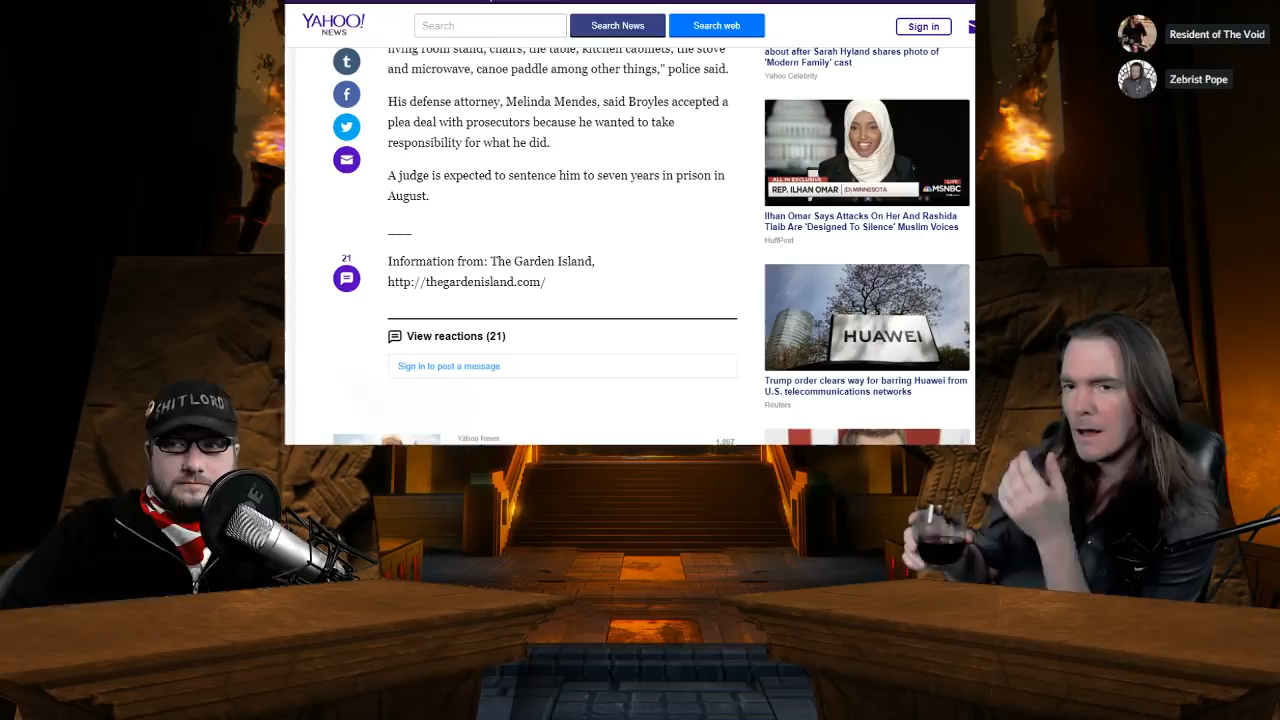 YAHOO!
NEWS
Search
Search News
Search web
Sign in
living room stand, chairs, the table, kitchen cabinets, the stove
and microwave, canoe paddle among other things," police said.
His defense attorney, Melinda Mendes, said Broyles accepted a
plea deal with prosecutors because he wanted to take
responsibility for what he did.
A judge is expected to sentence him to seven years in prison in
August.
21
Information from: The Garden Island,
http://thegardenisland.com/
View reactions (21)
Sign in to post a message
Yahoo News
1,887
about after Sarah Hyland shares photo of
'Modern Family' cast
Yahoo Celebrity
ALL IN EXCLUSIVE
REP. ILHAN OMAR (D) MINNESOTA
LIVE
MSNBC
Ilhan Omar Says Attacks On Her And Rashida
Tlaib Are 'Designed To Silence' Muslim Voices
HuffPost
HUAWEI
Trump order clears way for barring Huawei from
U.S. telecommunications networks
Reuters
Resident of The Void
Zebrist Pope
SHITLORD